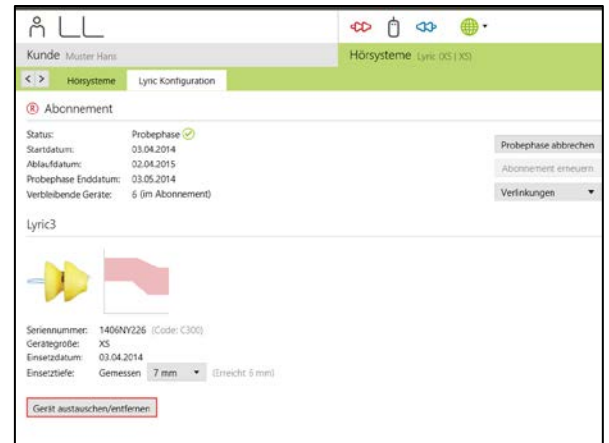 Kunde Muster Hans
Hörsysteme Lyric (XS | XS)
< > Hörsysteme Lyric Konfiguration
R Abonnement
Status: Probephase
Startdatum: 03.04.2014
Ablaufdatum: 02.04.2015
Probephase Enddatum: 03.05.2014
Verbleibende Geräte: 6 (im Abonnement)
Probephase abbrechen
Abonnement erneuern
Verlinkungen
Lyric3
Seriennummer: 1406NY226 (Code: C300)
Gerätegröße: XS
Einsetzdatum: 03.04.2014
Einsetztiefe: Gemessen 7 mm (Erreicht 6 mm)
Gerät austauschen/entfernen